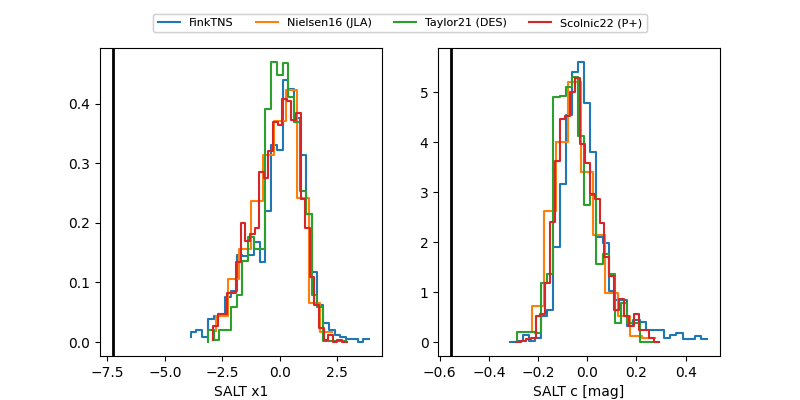 FinkTNS Nielsen16 (JLA) Taylor21 (DES) Scolnic22 (P+)
0.4
0.3
0.2
0.1
0.0
−7.5 −5.0 −2.5 0.0 2.5
SALT x1
5
4
3
2
1
0
−0.6 −0.4 −0.2 0.0 0.2 0.4
SALT c [mag]